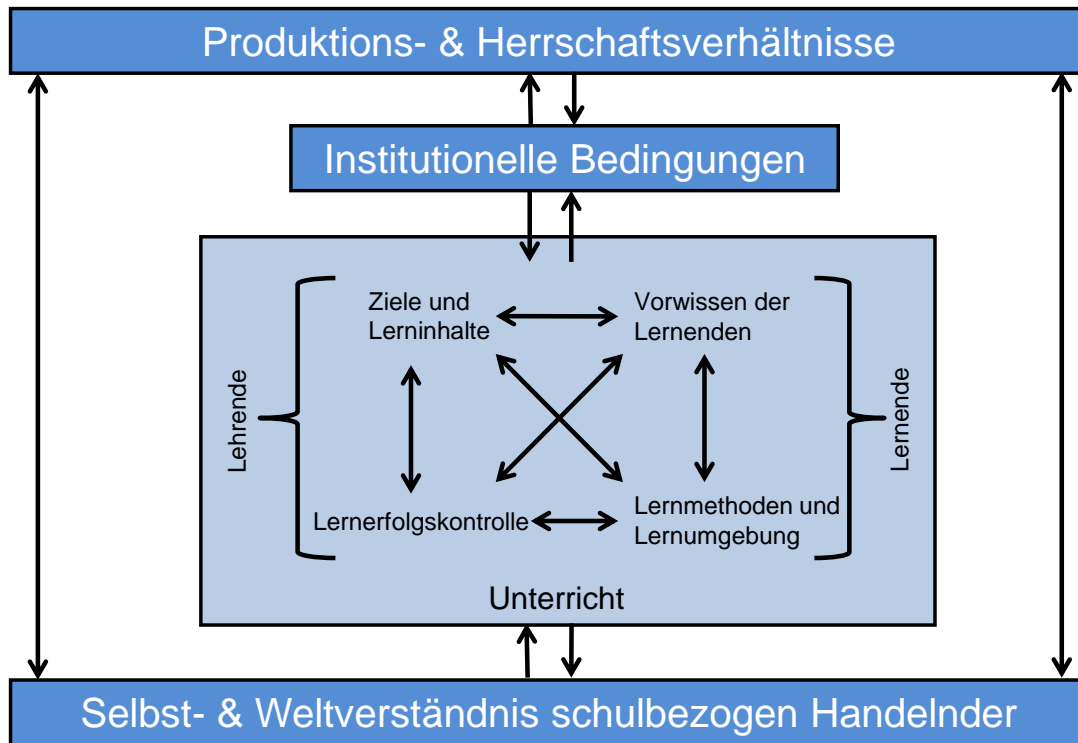 Produktions- & Herrschaftsverhältnisse
Institutionelle Bedingungen
Lehrende
Ziele und
Lerninhalte
Vorwissen der
Lernenden
Lernerfolgskontrolle
Lernmethoden und
Lernumgebung
Lernende
Unterricht
Selbst- & Weltverständnis schulbezogen Handelnder